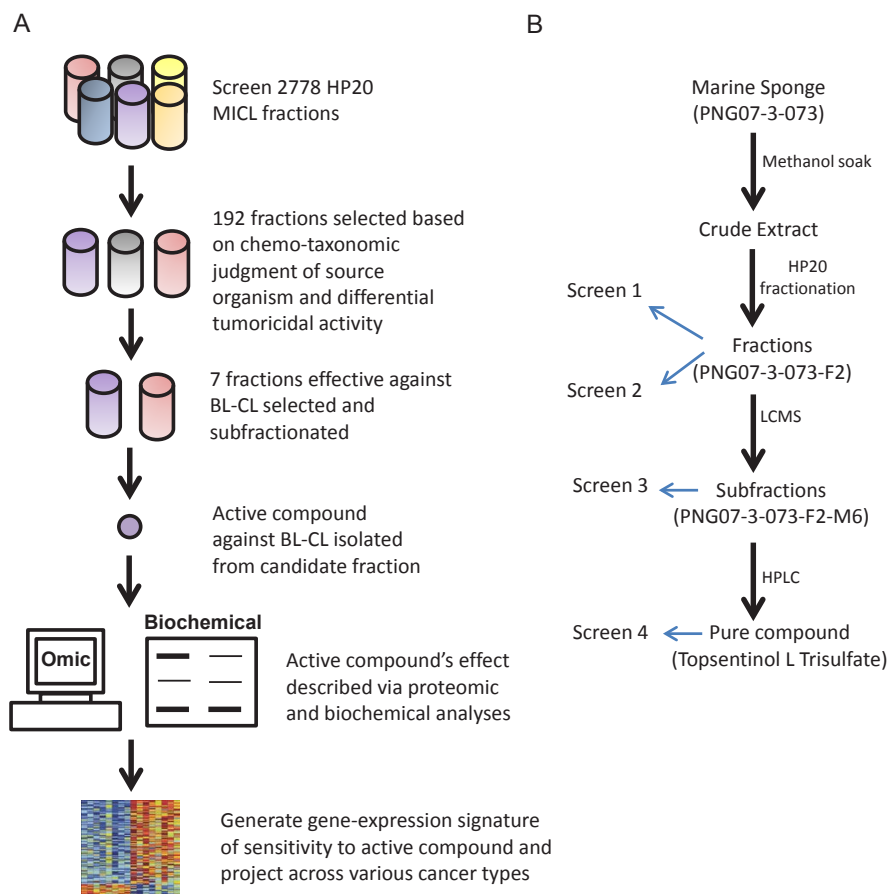 A
Screen 2778 HP20
MICL fractions
192 fractions selected based
on chemo-taxonomic
judgment of source
organism and differential
tumoricidal activity
7 fractions effective against
BL-CL selected and
subfractionated
Active compound
against BL-CL isolated
from candidate fraction
Omic
Biochemical
Active compound’s effect
described via proteomic
and biochemical analyses
Generate gene-expression signature
of sensitivity to active compound and
project across various cancer types
B
Marine Sponge
(PNG07-3-073)
Methanol soak
Crude Extract
HP20
fractionation
Screen 1
Fractions
(PNG07-3-073-F2)
Screen 2
LCMS
Screen 3
Subfractions
(PNG07-3-073-F2-M6)
HPLC
Screen 4
Pure compound
(Topsentinol L Trisulfate)